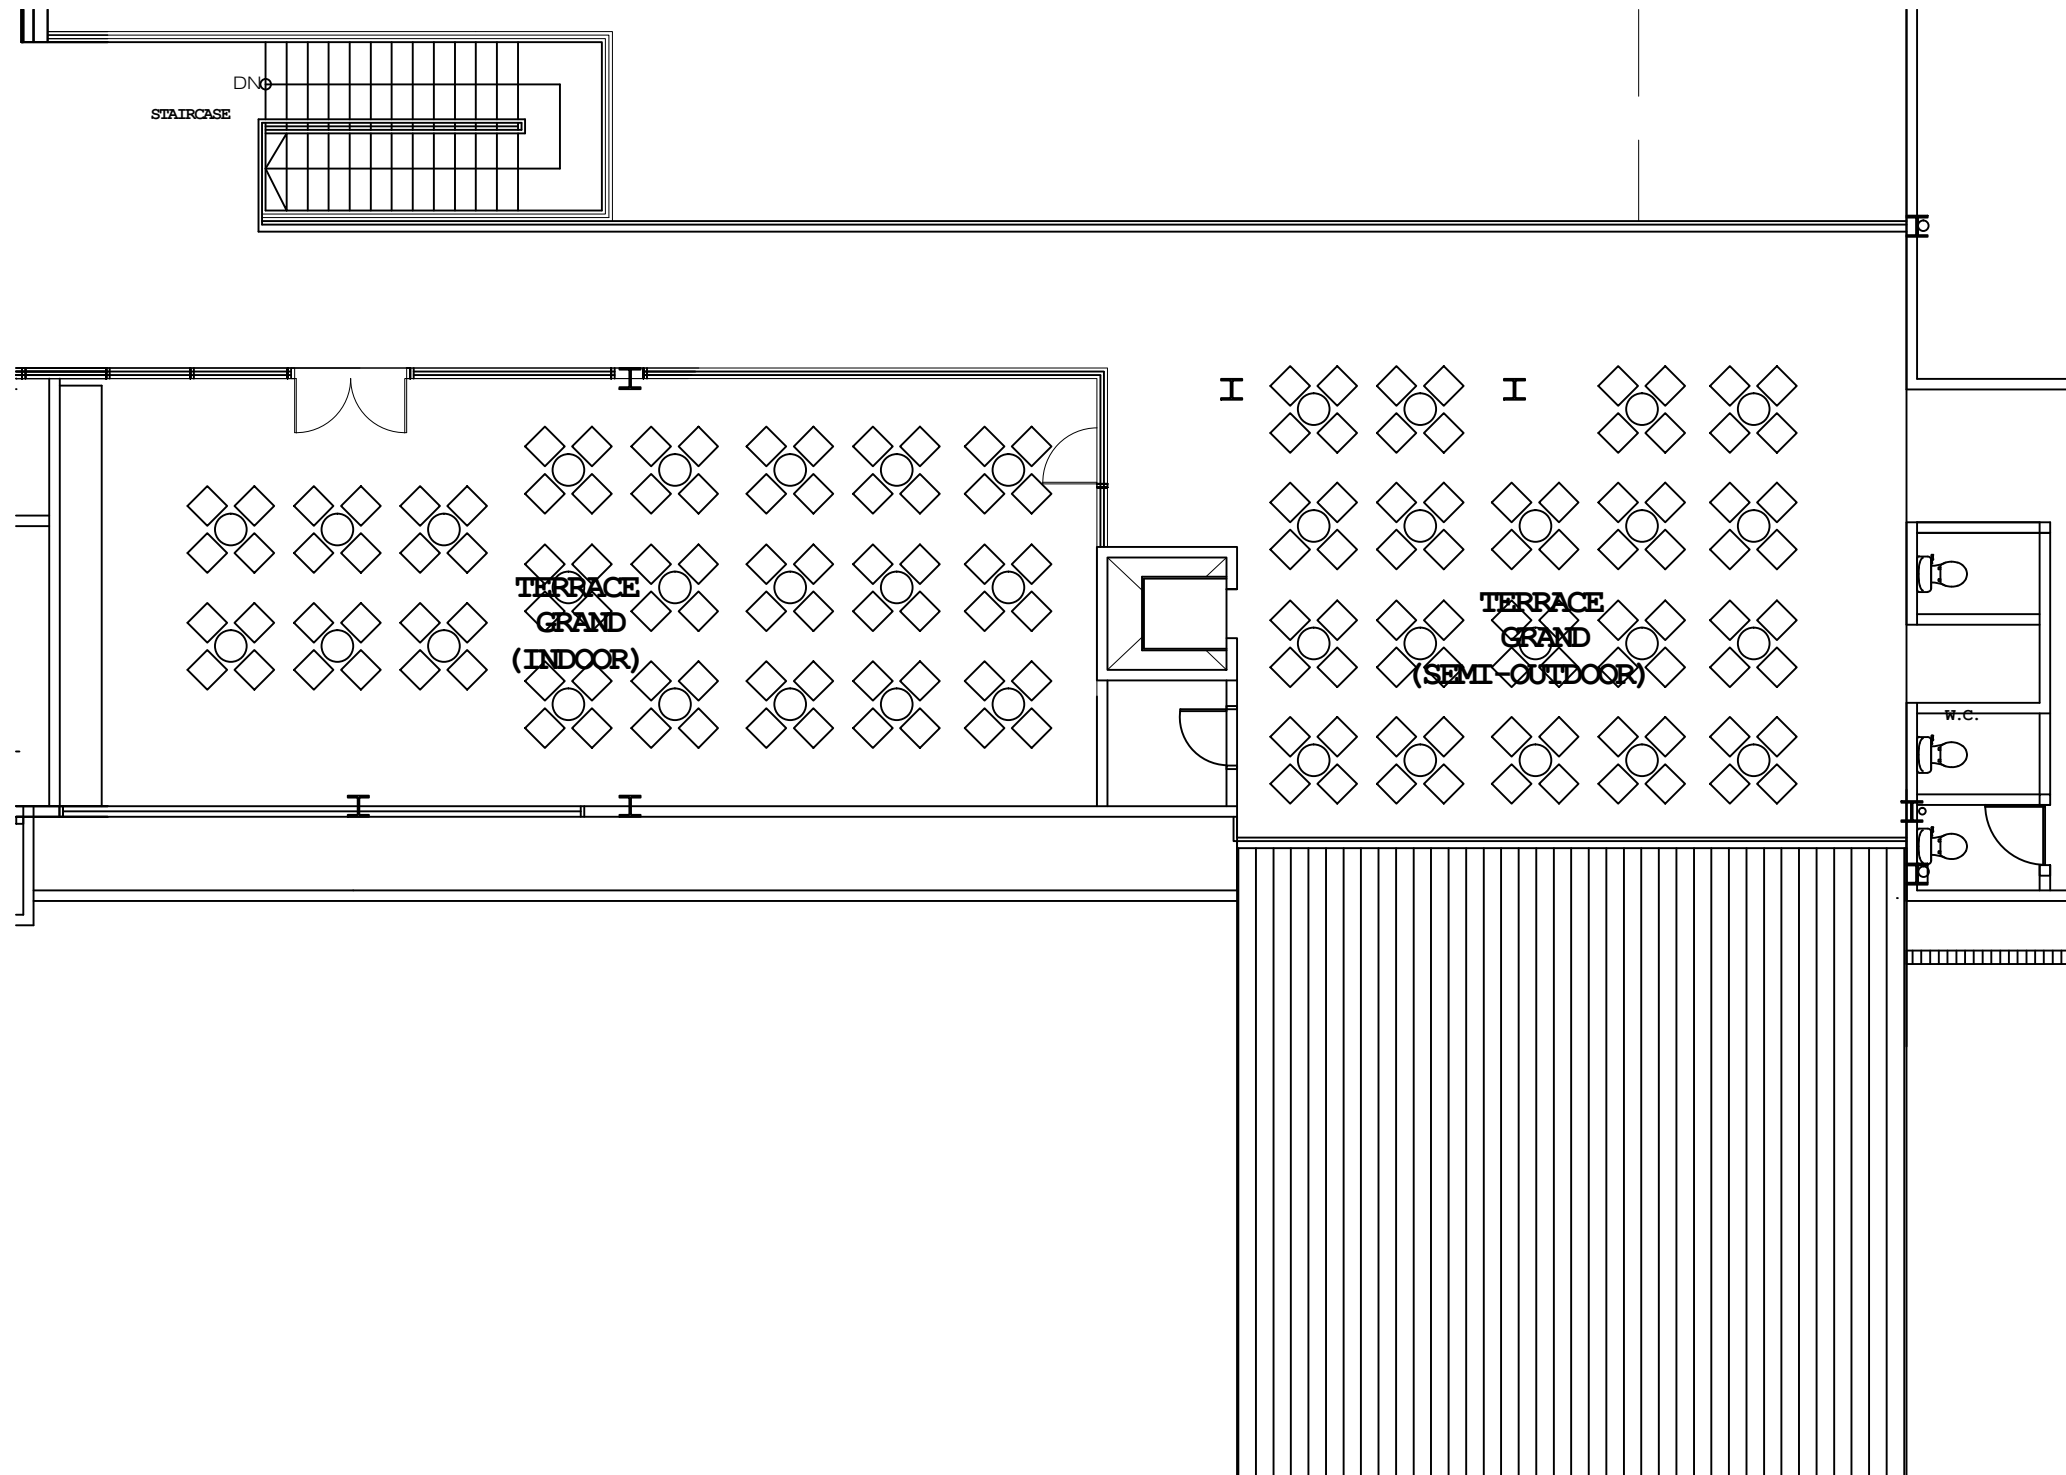 DN
STAIRCASE
TERRACE
GRAND
(INDOOR)
TERRACE
GRAND
(SEMI-OUTDOOR)
W.C.